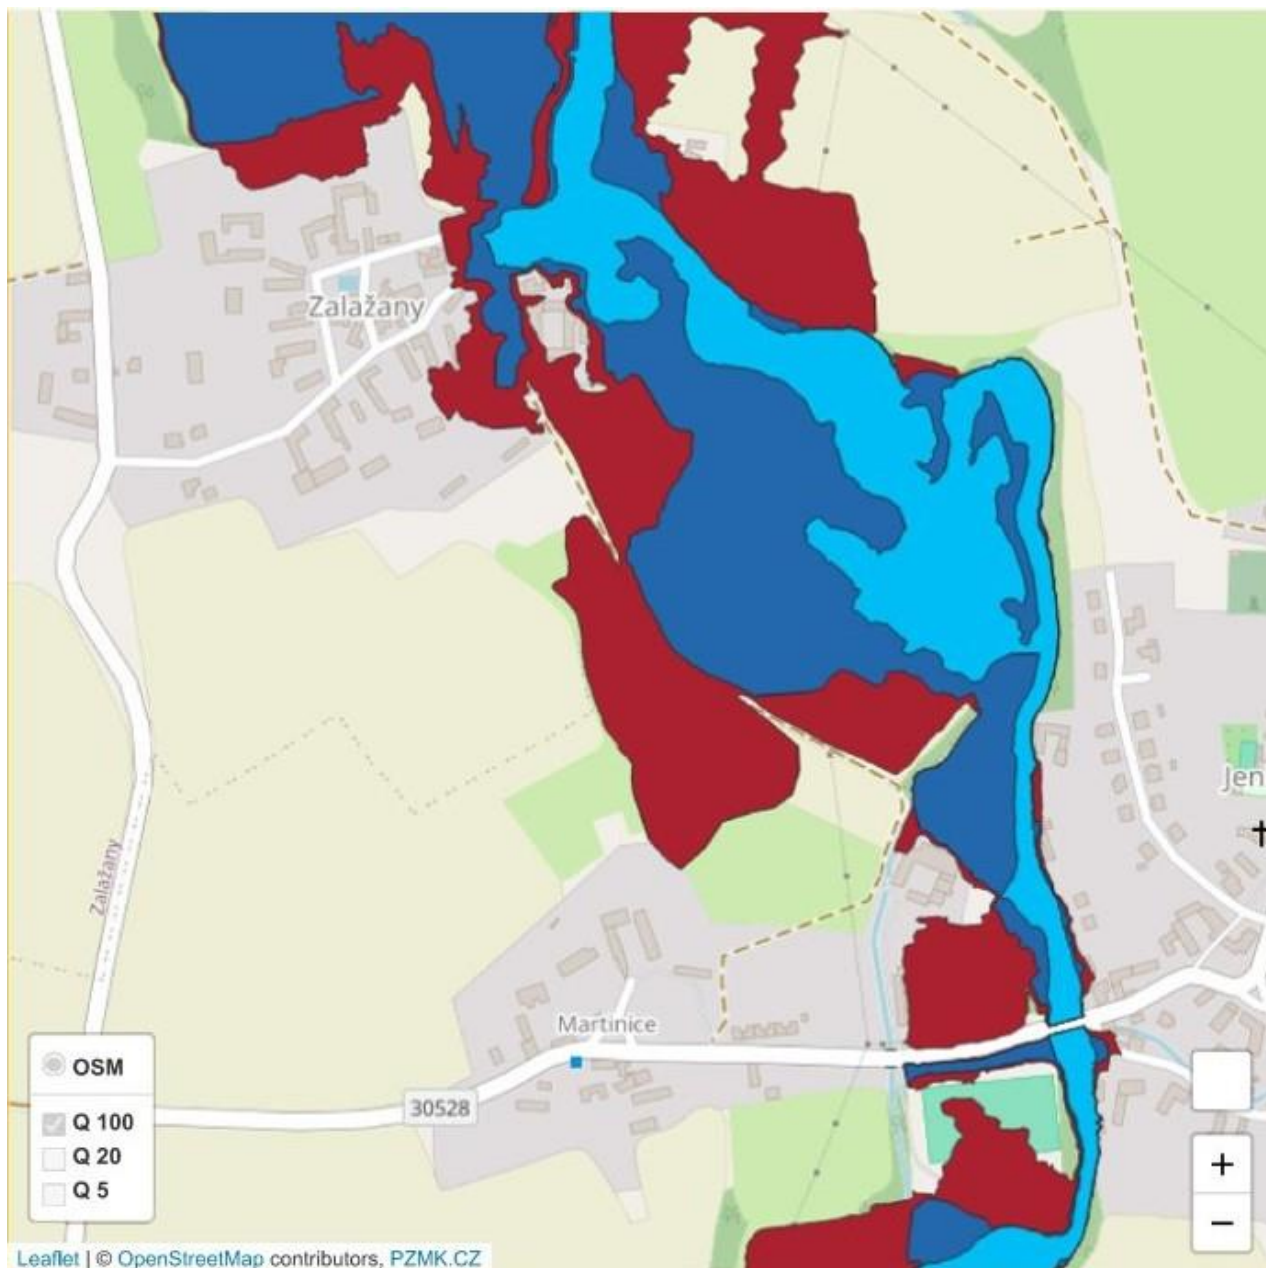 Zalažany
Jen
Zalažany
Martinice
30528
OSM
Q 100
Q 20
Q 5
+
−
Leaflet | © OpenStreetMap contributors, PZMK.CZ